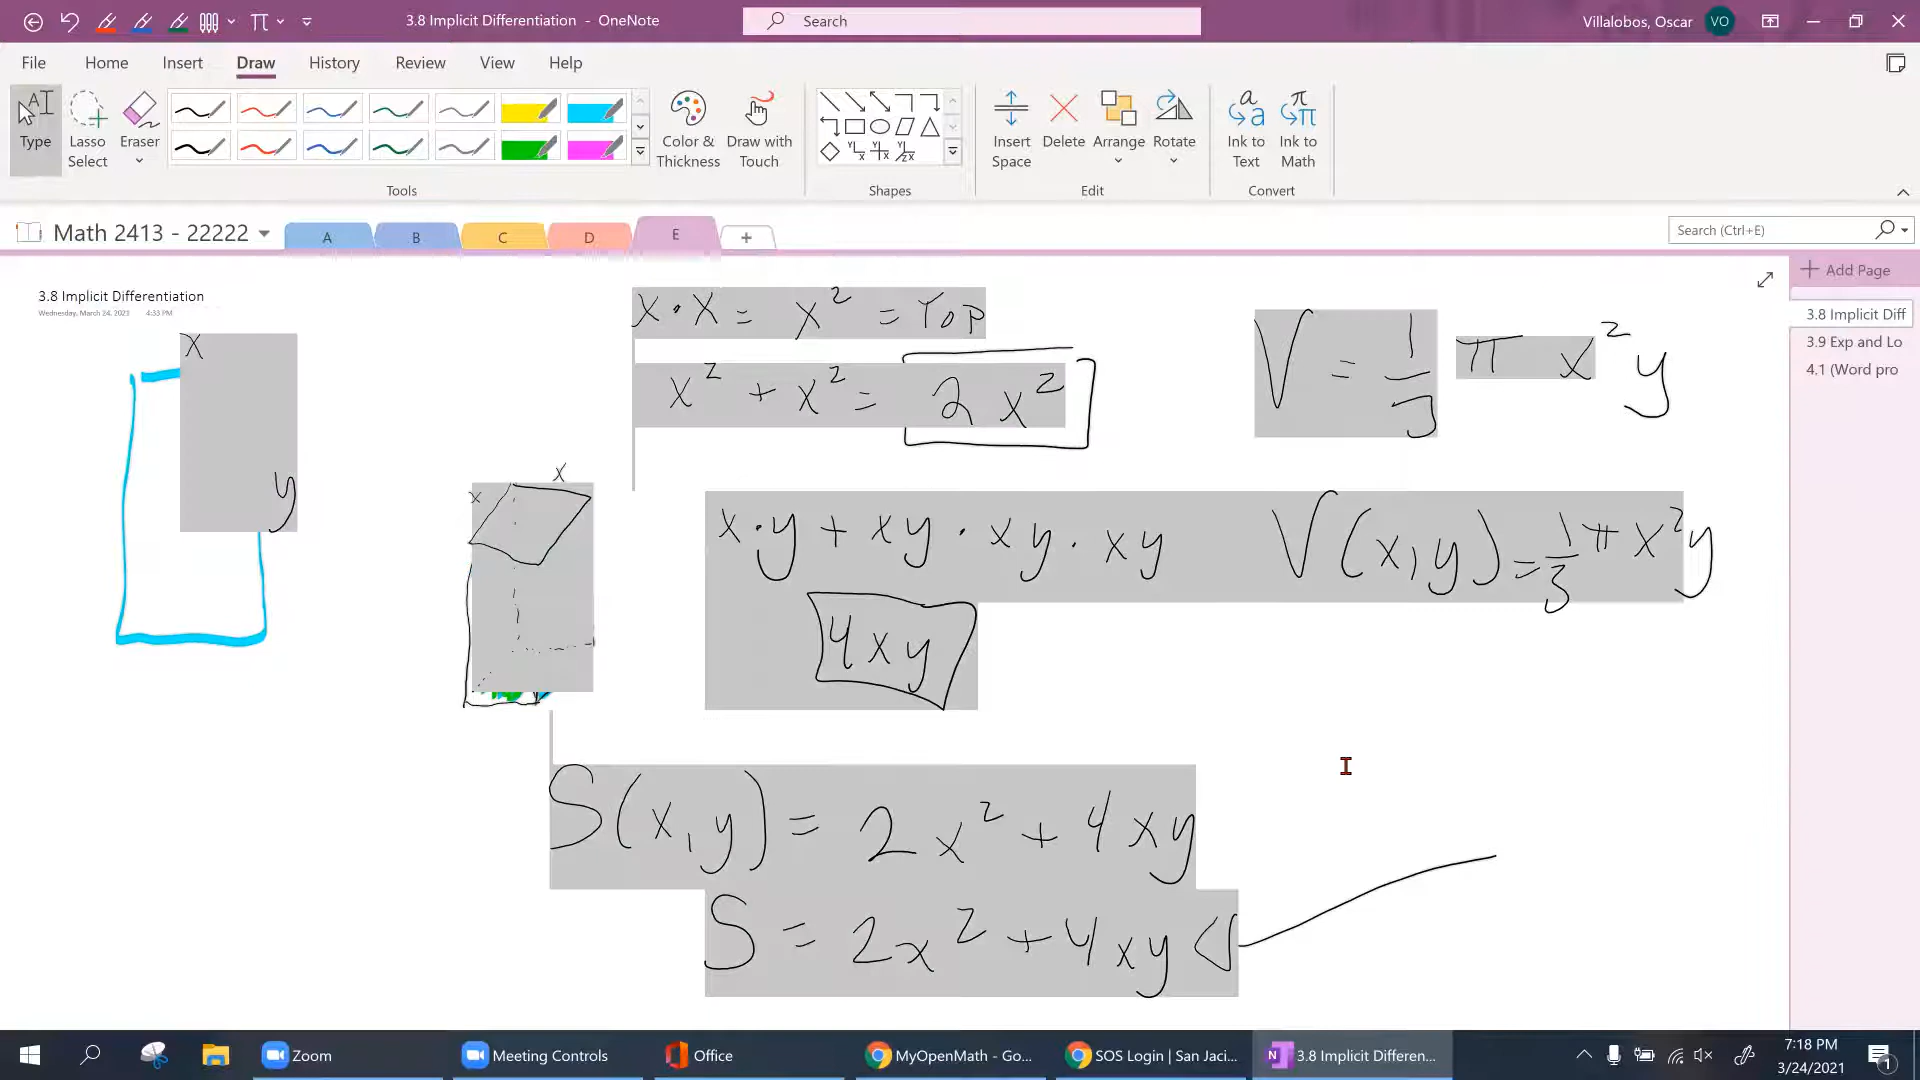 3.8 Implicit Differentiation - OneNote
Search
Villalobos, Oscar
VO
File Home Insert Draw History Review View Help
Type
Lasso Select
Eraser
Color & Thickness
Draw with Touch
Insert Space
Delete
Arrange
Rotate
Ink to Text
Ink to Math
Tools
Shapes
Edit
Convert
Math 2413 - 22222
A B C D E +
Search (Ctrl+E)
Add Page
3.8 Implicit Diff
3.9 Exp and Lo
4.1 (Word pro
3.8 Implicit Differentiation
Wednesday, March 24, 2021 4:33 PM
x
y
x · x = x² = TOP
x² + x² = 2 x²
V = 1/3 π x² y
x
x
x·y + xy · xy · xy
V(x,y) = 1/3 π x² y
4xy
S(x,y) = 2x² + 4xy
S = 2x² + 4xy
Zoom
Meeting Controls
Office
MyOpenMath - Go...
SOS Login | San Jaci...
3.8 Implicit Differen...
7:18 PM
3/24/2021
1